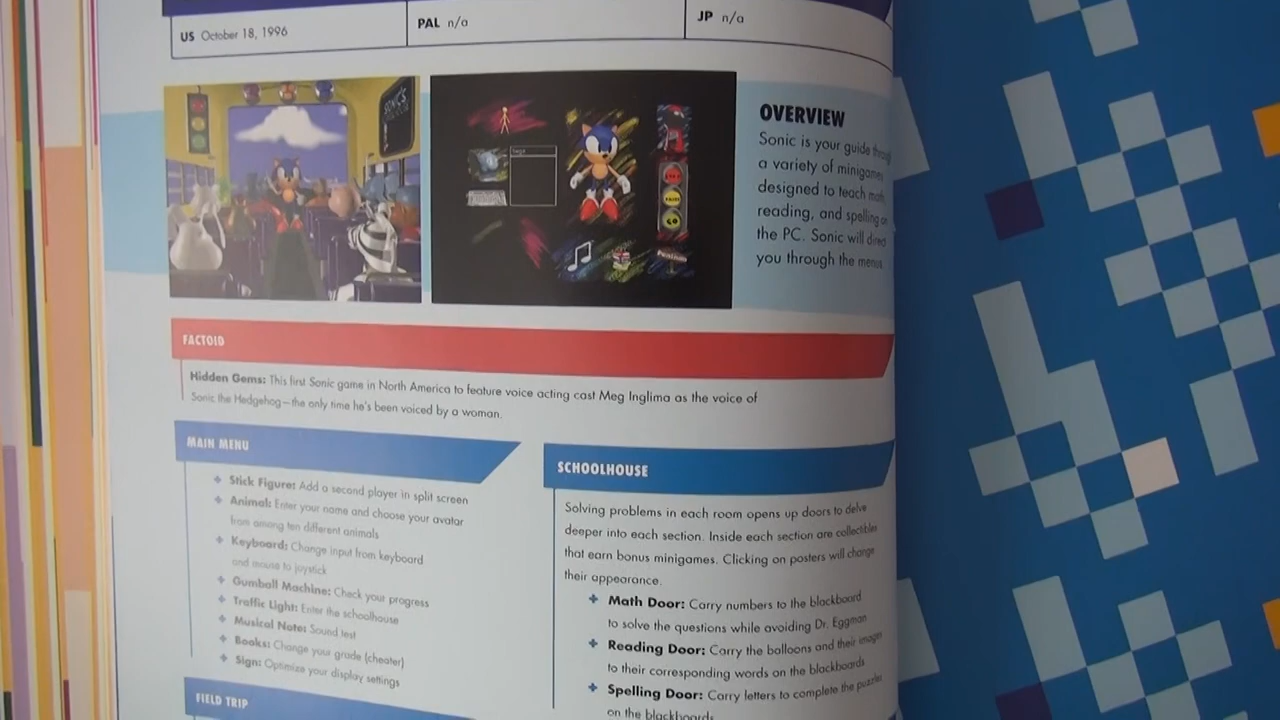 US October 18, 1996
PAL n/a
JP n/a
OVERVIEW
Sonic is your guide through
a variety of minigames
designed to teach math,
reading, and spelling on
the PC. Sonic will direct
you through the menus.
FACTOID
Hidden Gems: This first Sonic game in North America to feature voice acting cast Meg Inglima as the voice of
Sonic the Hedgehog—the only time he's been voiced by a woman.
MAIN MENU
Stick Figure: Add a second player in split screen
Animal: Enter your name and choose your avatar
from among ten different animals
Keyboard: Change input from keyboard
and mouse to joystick
Gumball Machine: Check your progress
Traffic Light: Enter the schoolhouse
Musical Note: Sound test
Books: Change your grade (cheater)
Sign: Optimize your display settings
FIELD TRIP
SCHOOLHOUSE
Solving problems in each room opens up doors to delve
deeper into each section. Inside each section are collectibles
that earn bonus minigames. Clicking on posters will change
their appearance.
Math Door: Carry numbers to the blackboard
to solve the questions while avoiding Dr. Eggman
Reading Door: Carry the balloons and their images
to their corresponding words on the blackboards
Spelling Door: Carry letters to complete the puzzles
on the blackboards